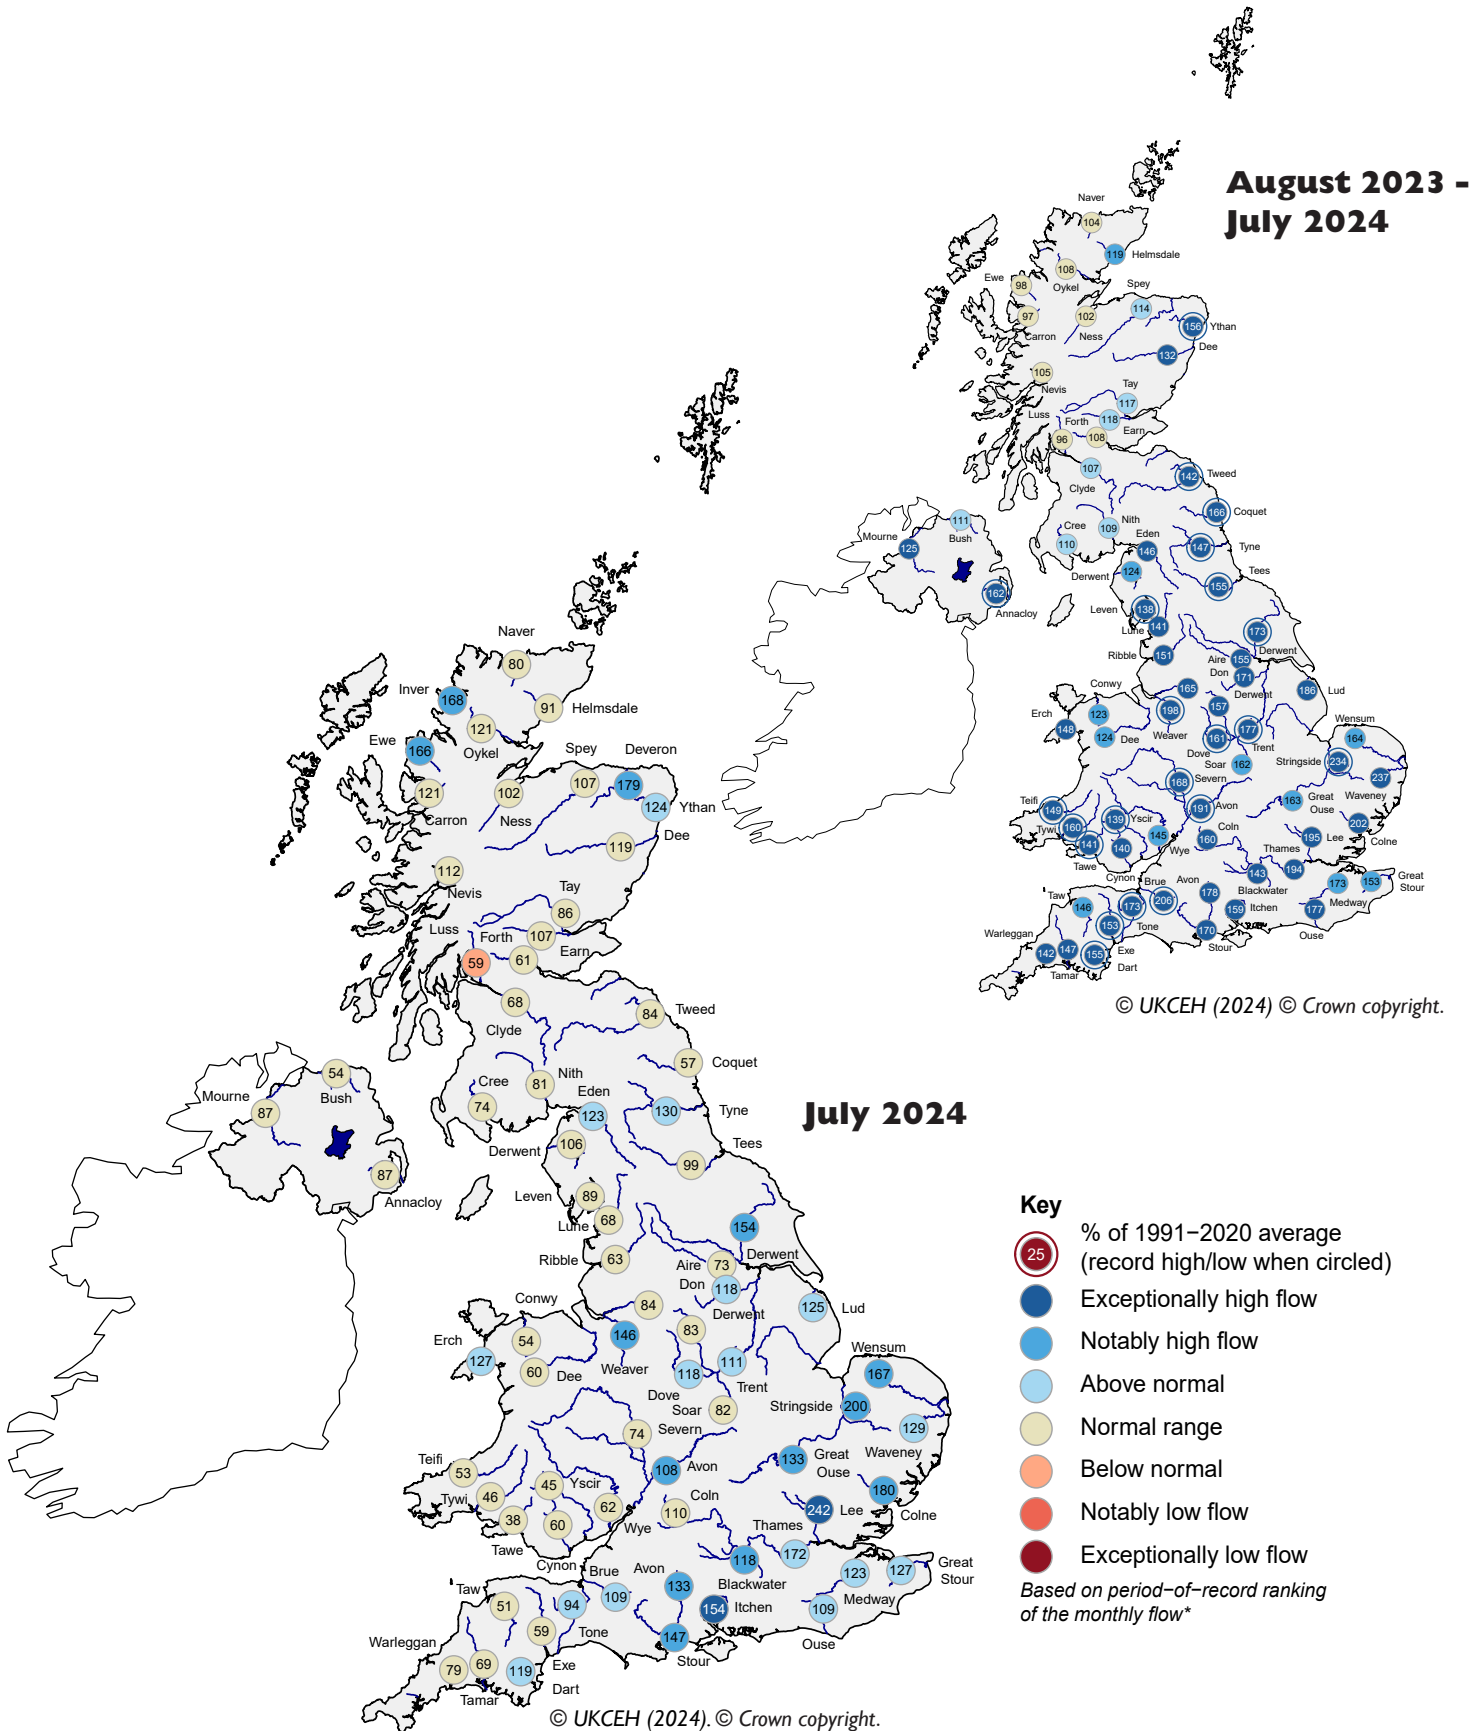 August 2023 -
July 2024
Naver
104
119
Helmsdale
108
Oykel
Ewe
98
97
Carron
102
Ness
Spey
114
156
Ythan
Dee
132
105
Nevis
Tay
117
Luss
Forth
118
Earn
96
108
107
Clyde
142
Tweed
166
Coquet
Cree
110
Nith
109
Eden
146
147
Tyne
Tees
155
Derwent
124
Leven
138
Lune
141
173
Derwent
Ribble
151
Aire
155
Don
171
Derwent
186
Lud
Mourne
125
111
Bush
162
Annacloy
Conwy
123
165
157
198
Weaver
Erch
148
124
Dee
161
Dove
177
Trent
Soar
162
Wensum
164
Stringside
234
237
Waveney
168
Severn
163
Great
Ouse
Teifi
149
191
Avon
Tywi
160
139
Yscir
145
Wye
Coln
160
195
Lee
202
Colne
141
Tawe
140
Cynon
Thames
194
143
Blackwater
173
Medway
153
Great
Stour
Taw
146
Brue
173
206
Avon
178
159
Itchen
177
Ouse
153
Tone
170
Stour
Warleggan
142
147
Tamar
155
Exe
Dart
© UKCEH (2024) © Crown copyright.
July 2024
Naver
80
Inver
168
91
Helmsdale
121
Oykel
Ewe
166
121
Carron
102
Ness
Spey
107
Deveron
179
124
Ythan
Dee
119
112
Nevis
Tay
86
Luss
Forth
107
Earn
59
61
68
Clyde
84
Tweed
57
Coquet
Cree
74
Nith
81
Eden
123
130
Tyne
Tees
99
Derwent
106
Leven
89
Lune
68
154
Derwent
Ribble
63
Aire
73
Don
118
Derwent
125
Lud
Mourne
87
54
Bush
87
Annacloy
Conwy
54
84
83
146
Weaver
Erch
127
60
Dee
118
Dove
111
Trent
Soar
82
Wensum
167
Stringside
200
129
Waveney
74
Severn
133
Great
Ouse
Teifi
53
108
Avon
Tywi
46
45
Yscir
62
Wye
Coln
110
242
Lee
180
Colne
38
Tawe
60
Cynon
Thames
172
118
Blackwater
123
Medway
127
Great
Stour
Taw
51
Brue
94
109
Avon
133
154
Itchen
109
Ouse
59
Tone
147
Stour
Warleggan
79
69
Tamar
119
Exe
Dart
© UKCEH (2024). © Crown copyright.
Key
25
% of 1991−2020 average
(record high/low when circled)
Exceptionally high flow
Notably high flow
Above normal
Normal range
Below normal
Notably low flow
Exceptionally low flow
Based on period−of−record ranking
of the monthly flow*